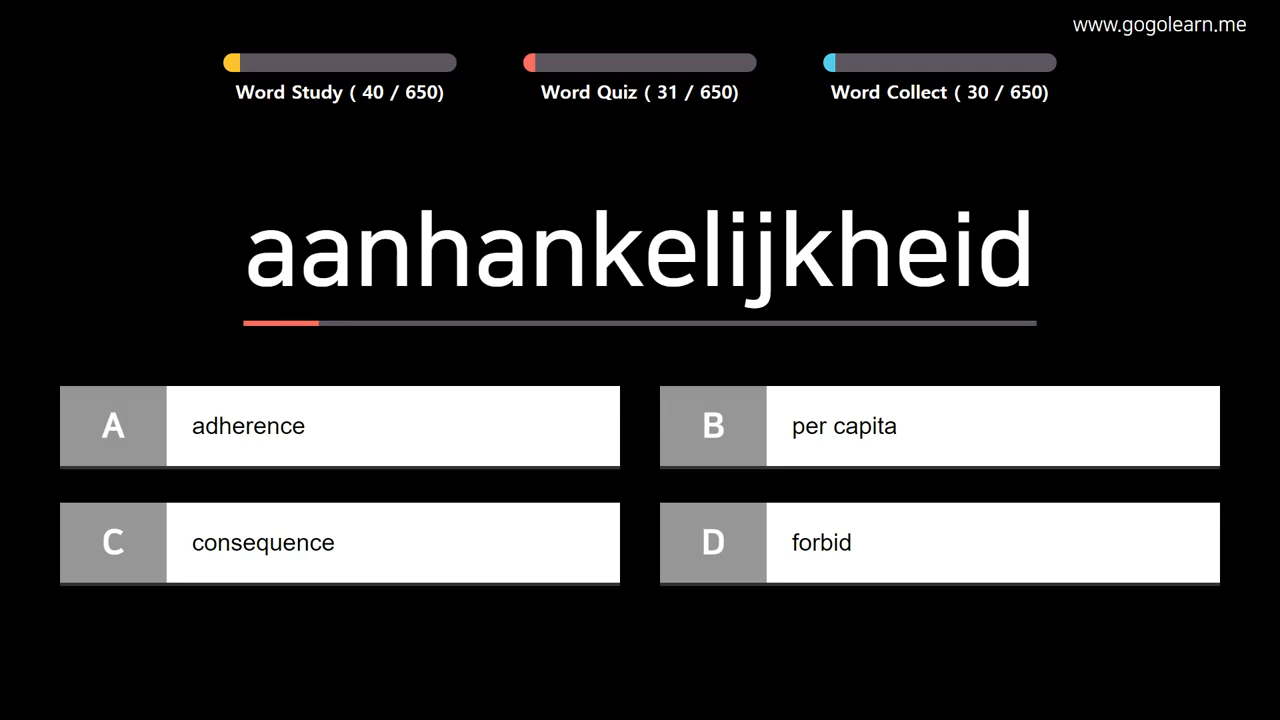 www.gogolearn.me
Word Study ( 40 / 650)
Word Quiz ( 31 / 650)
Word Collect ( 30 / 650)
aanhankelijkheid
A adherence
B per capita
C consequence
D forbid